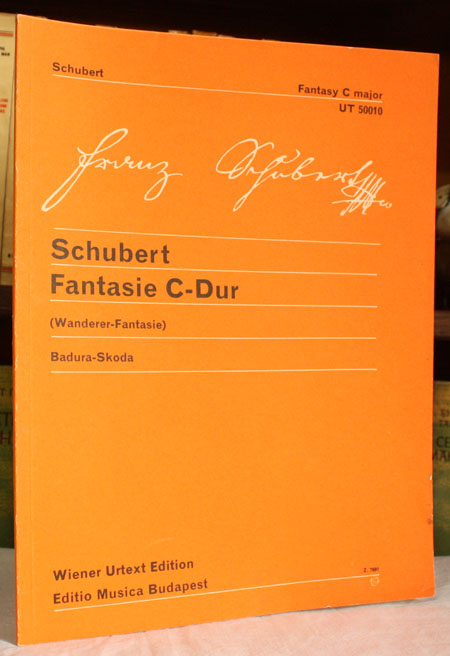 Schubert
Fantasy C major
UT 50010
Franz Schubert
Schubert
Fantasie C-Dur
(Wanderer-Fantasie)
Badura-Skoda
Wiener Urtext Edition
Editio Musica Budapest